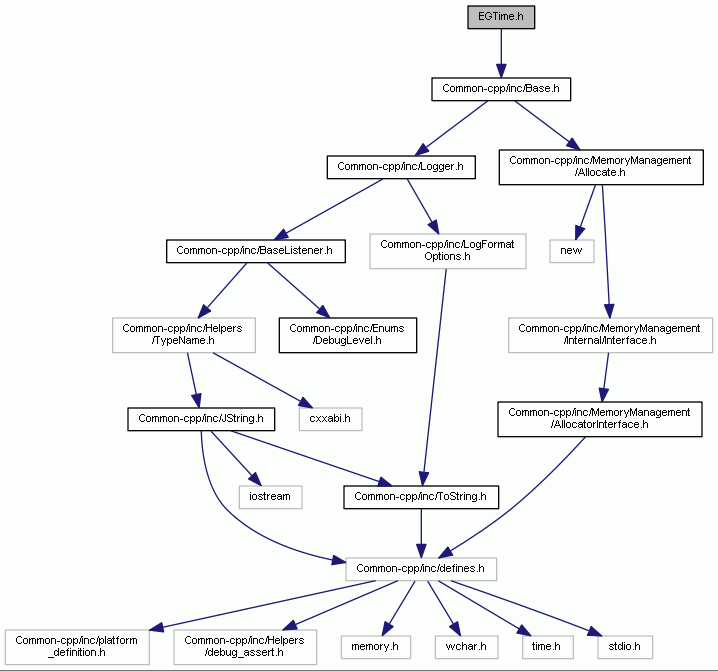 EGTime.h
Common-cpp/inc/Base.h
Common-cpp/inc/Logger.h
Common-cpp/inc/MemoryManagement
/Allocate.h
Common-cpp/inc/BaseListener.h
Common-cpp/inc/LogFormat
Options.h
new
Common-cpp/inc/Helpers
/TypeName.h
Common-cpp/inc/Enums
/DebugLevel.h
Common-cpp/inc/MemoryManagement
/Internal/Interface.h
Common-cpp/inc/JString.h
cxxabi.h
Common-cpp/inc/MemoryManagement
/AllocatorInterface.h
iostream
Common-cpp/inc/ToString.h
Common-cpp/inc/defines.h
Common-cpp/inc/platform
_definition.h
Common-cpp/inc/Helpers
/debug_assert.h
memory.h
wchar.h
time.h
stdio.h